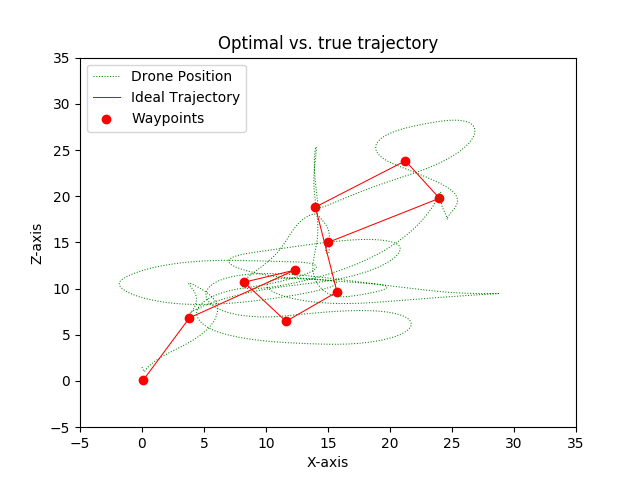 Optimal vs. true trajectory
Drone Position
Ideal Trajectory
Waypoints
Z-axis
35
30
25
20
15
10
5
0
−5
−5 0 5 10 15 20 25 30 35
X-axis